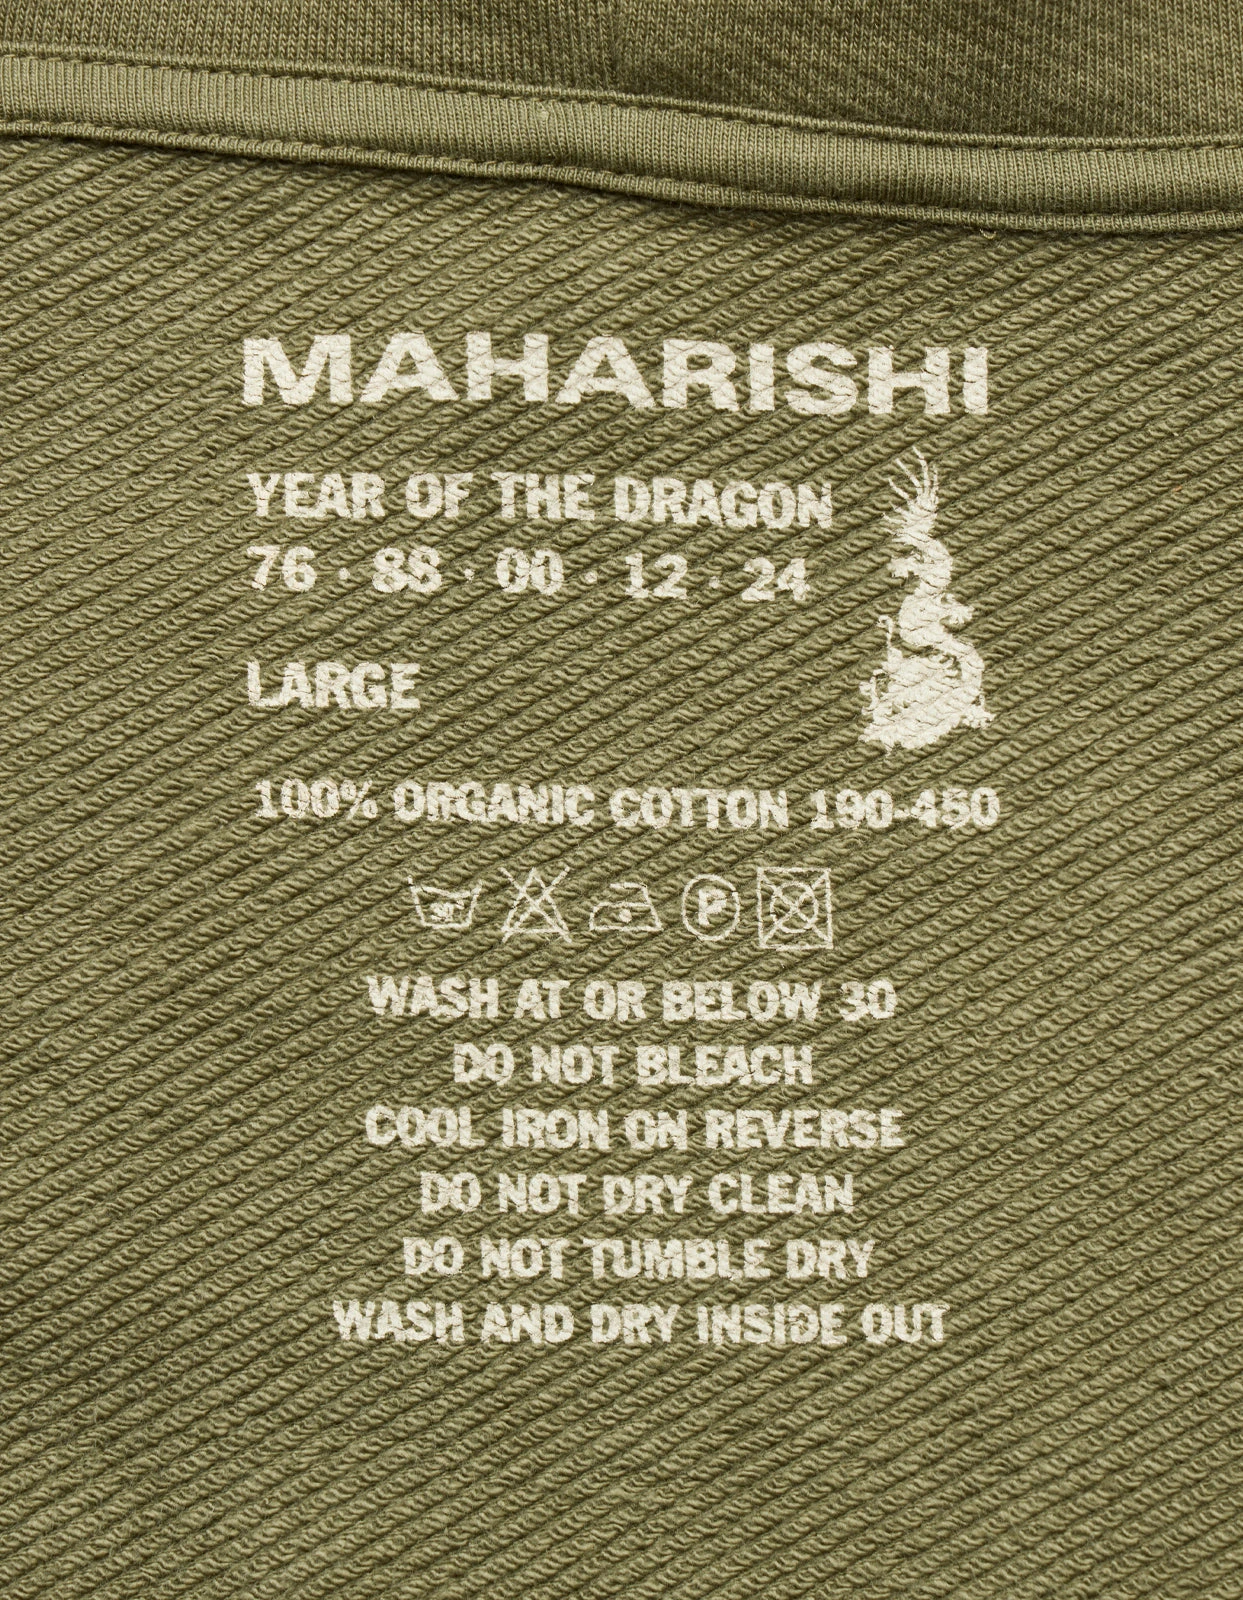 MAHARISHI
YEAR OF THE DRAGON
76 · 88 · 00 · 12 · 24
LARGE
100% ORGANIC COTTON 190-450
P
WASH AT OR BELOW 30
DO NOT BLEACH
COOL IRON ON REVERSE
DO NOT DRY CLEAN
DO NOT TUMBLE DRY
WASH AND DRY INSIDE OUT